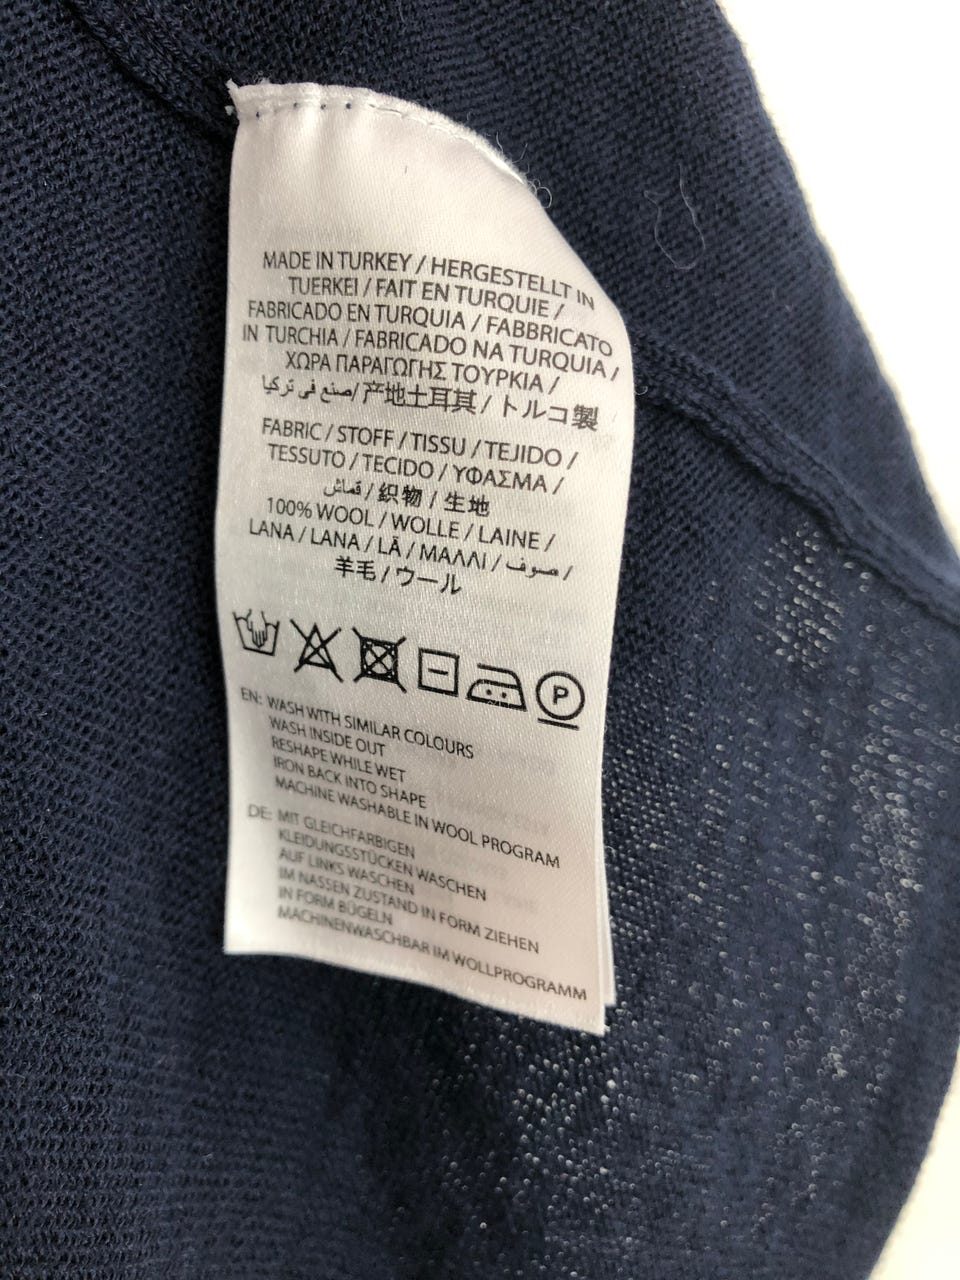 MADE IN TURKEY / HERGESTELLT IN
TUERKEI / FAIT EN TURQUIE /
FABRICADO EN TURQUIA / FABBRICATO
IN TURCHIA / FABRICADO NA TURQUIA /
ΧΩΡΑ ΠΑΡΑΓΩΓΗΣ ΤΟΥΡΚΙΑ /
صنع في تركيا/产地土耳其/トルコ製
FABRIC / STOFF / TISSU / TEJIDO /
TESSUTO / TECIDO / ΥΦΑΣΜΑ /
قماش/织物/生地
100% WOOL / WOLLE / LAINE /
LANA / LANA / LÃ / ΜΑΛΛΙ / صوف /
羊毛/ウール
P
EN: WASH WITH SIMILAR COLOURS
WASH INSIDE OUT
RESHAPE WHILE WET
IRON BACK INTO SHAPE
MACHINE WASHABLE IN WOOL PROGRAM
DE: MIT GLEICHFARBIGEN
KLEIDUNGSSTÜCKEN WASCHEN
AUF LINKS WASCHEN
IM NASSEN ZUSTAND IN FORM ZIEHEN
IN FORM BÜGELN
MACHINENWASCHBAR IM WOLLPROGRAMM